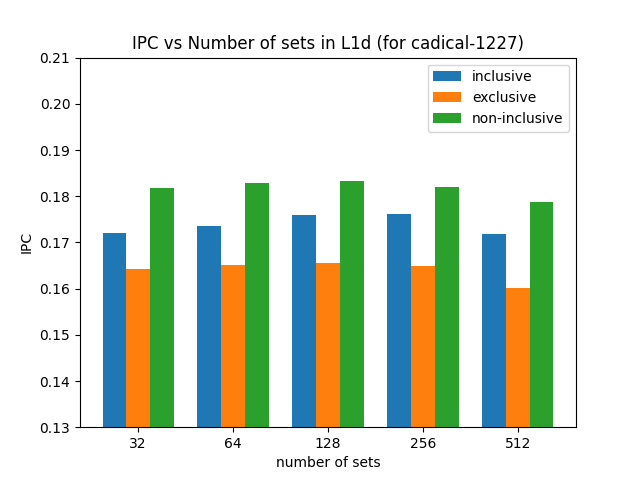 IPC vs Number of sets in L1d (for cadical-1227)
inclusive
exclusive
non-inclusive
IPC
0.21
0.20
0.19
0.18
0.17
0.16
0.15
0.14
0.13
32 64 128 256 512
number of sets